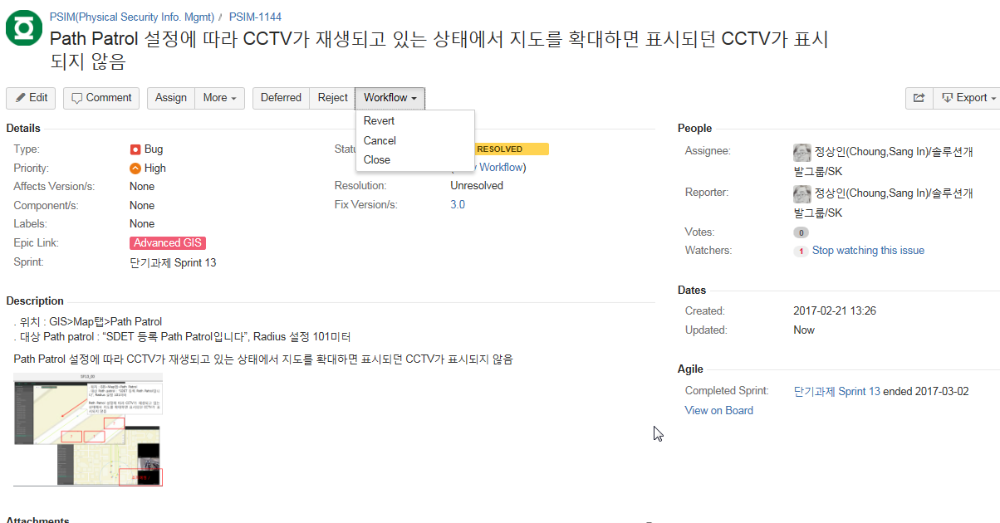 PSIM(Physical Security Info. Mgmt) / PSIM-1144
Path Patrol 설정에 따라 CCTV가 재생되고 있는 상태에서 지도를 확대하면 표시되던 CCTV가 표시
되지 않음
Edit Comment Assign More Deferred Reject Workflow Export
Revert
Cancel
Close
Details
Type: Bug
Priority: High
Affects Version/s: None
Component/s: None
Labels: None
Epic Link: Advanced GIS
Sprint: 단기과제 Sprint 13
RESOLVED
Workflow)
Resolution: Unresolved
Fix Version/s: 3.0
People
Assignee: 정상인(Choung,Sang In)/솔루션개
발그룹/SK
Reporter: 정상인(Choung,Sang In)/솔루션개
발그룹/SK
Votes: 0
Watchers: 1 Stop watching this issue
Dates
Created: 2017-02-21 13:26
Updated: Now
Agile
Completed Sprint: 단기과제 Sprint 13 ended 2017-03-02
View on Board
Description
. 위치 : GIS>Map탭>Path Patrol
. 대상 Path patrol : “SDET 등록 Path Patrol입니다”, Radius 설정 101미터
Path Patrol 설정에 따라 CCTV가 재생되고 있는 상태에서 지도를 확대하면 표시되던 CCTV가 표시되지 않음
Attachments